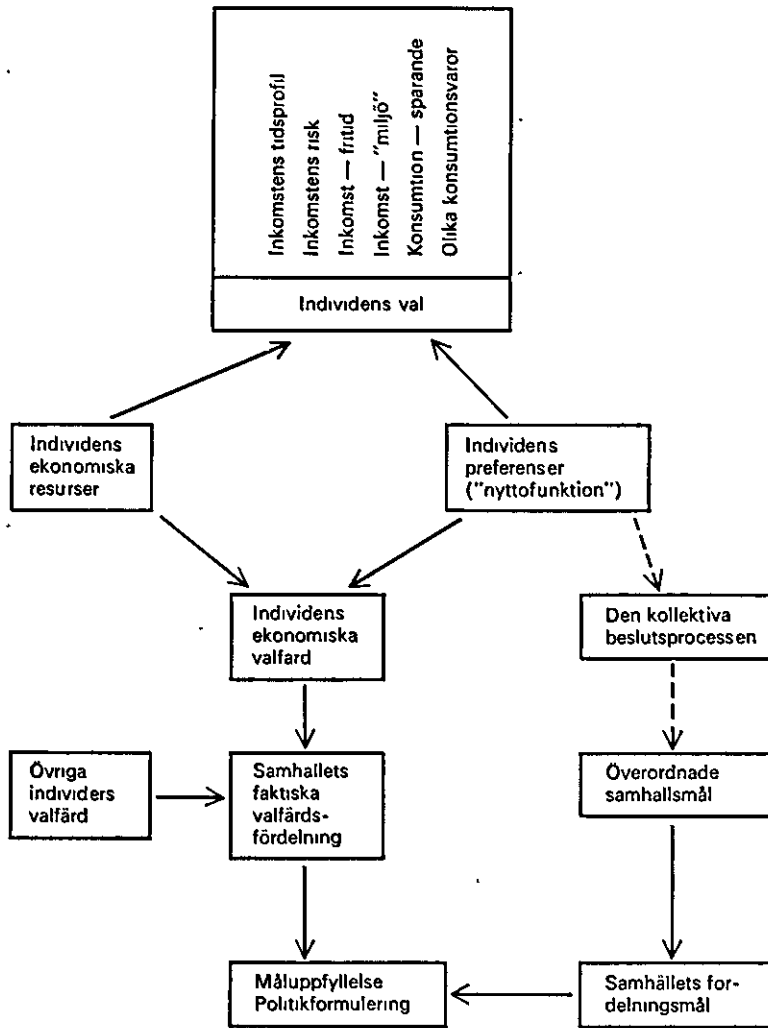 Inkomstens tidsprofil
Inkomstens risk
Inkomst — fritid
Inkomst — "miljö"
Konsumtion — sparande
Olika konsumtionsvaror
Individens val
Individens
ekonomiska
resurser
Individens
preferenser
("nyttofunktion")
Individens
ekonomiska
valfard
Den kollektiva
beslutsprocessen
Övriga
individers
valfärd
Samhallets
faktiska
valfärds-
fördelning
Överordnade
samhallsmål
Måluppfyllelse
Politikformulering
Samhällets for-
delningsmål